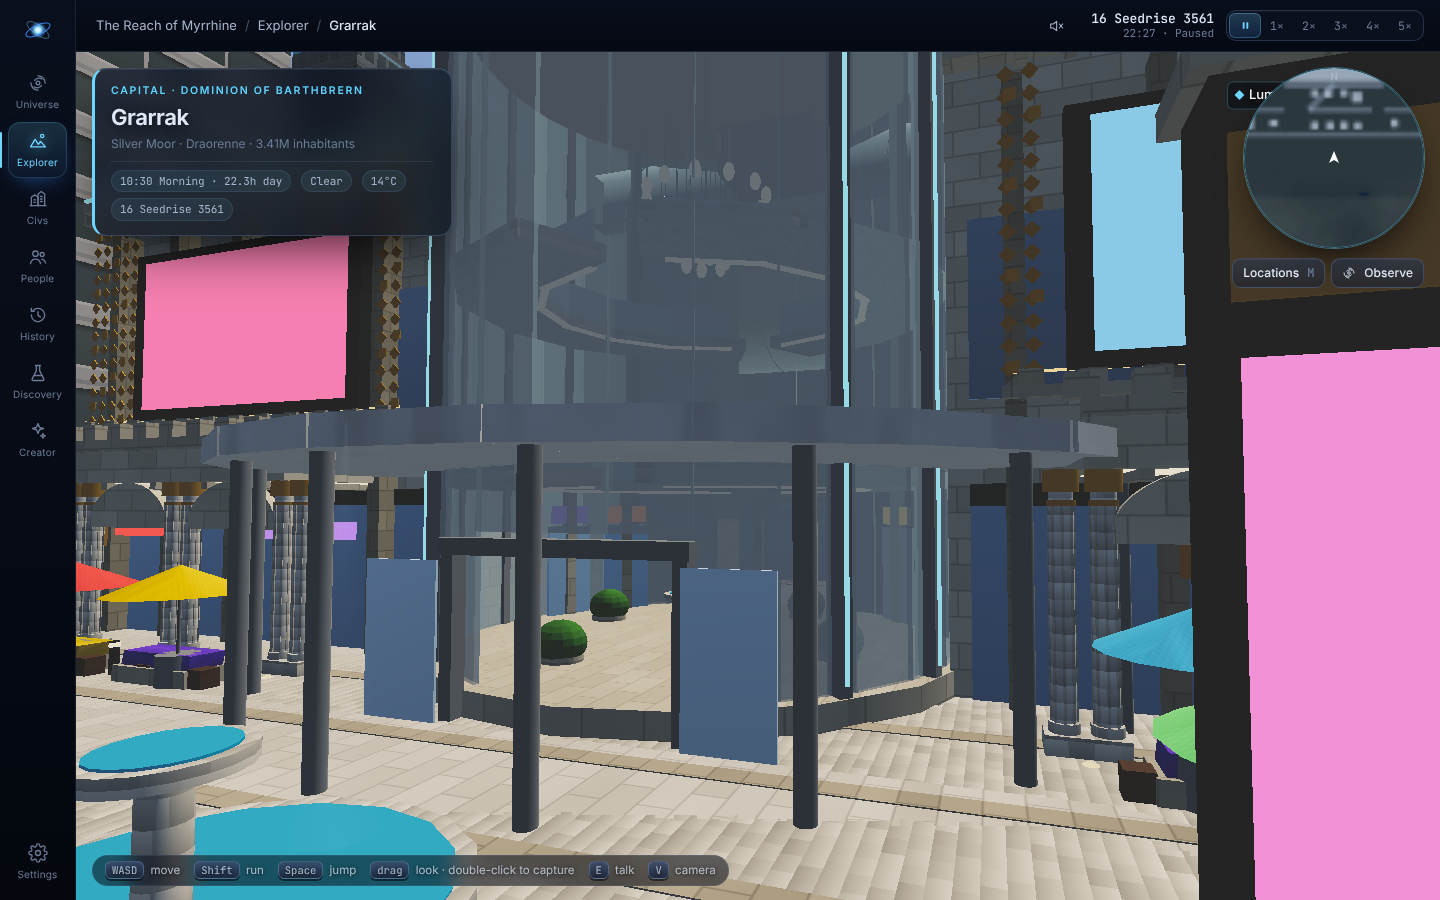 The Reach of Myrrhine / Explorer / Grarrak
16 Seedrise 3561
22:27 · Paused
1×
2×
3×
4×
5×
Universe
Explorer
Civs
People
History
Discovery
Creator
Settings
CAPITAL · DOMINION OF BARTHBRERN
Grarrak
Silver Moor · Draorenne · 3.41M inhabitants
10:30 Morning · 22.3h day
Clear
14°C
16 Seedrise 3561
N
Locations M
Observe
WASD move Shift run Space jump drag look · double-click to capture E talk V camera